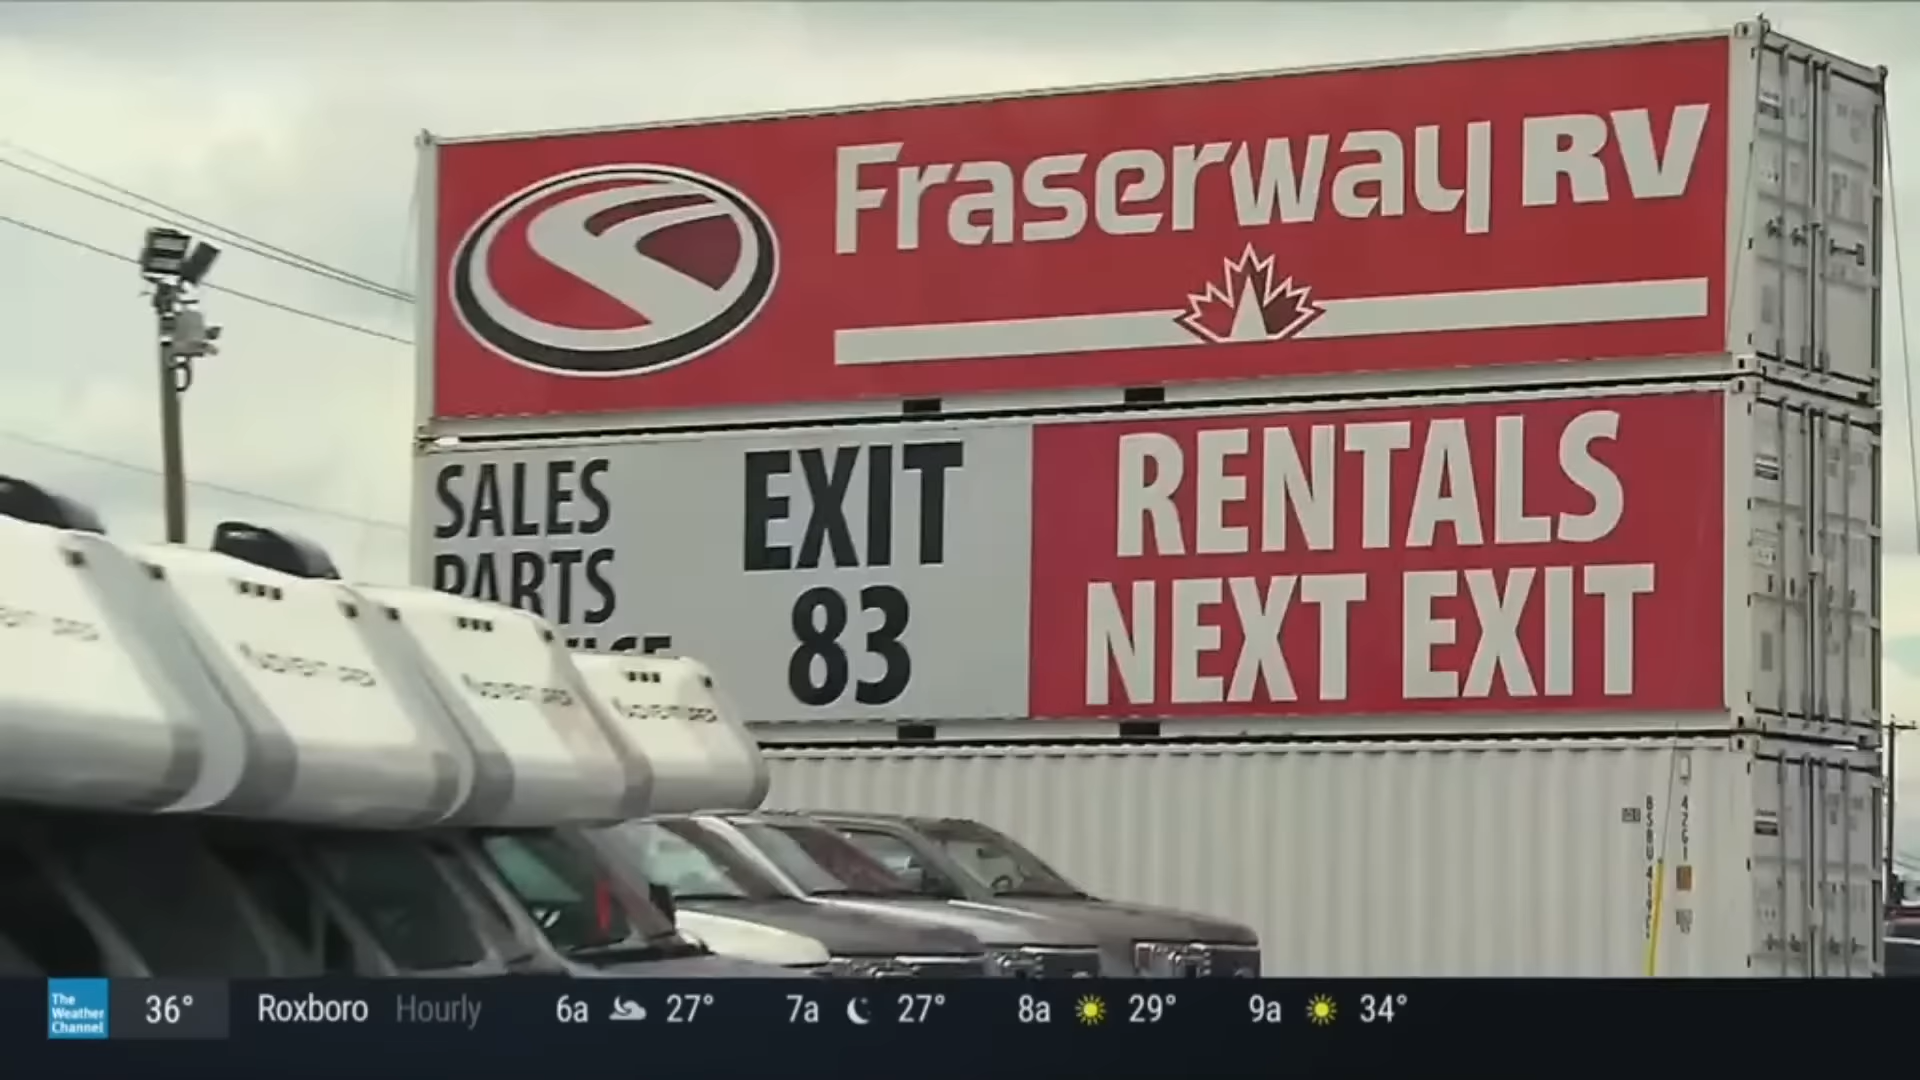 Fraserway RV
SALES
PARTS
EXIT
83
RENTALS
NEXT EXIT
The
Weather
Channel
36°
Roxboro Hourly
6a 27°
7a 27°
8a 29°
9a 34°